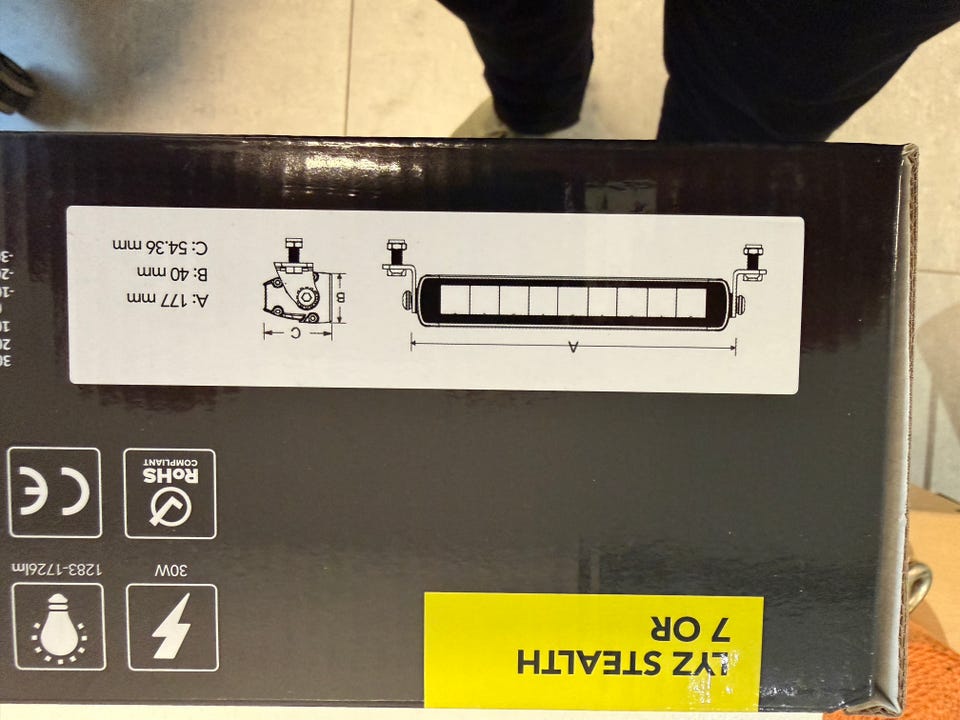 LYZ STEALTH
7 OR
30W
1283-1726lm
RoHS
COMPLIANT
CE
A
C
B
A: 177 mm
B: 40 mm
C: 54.36 mm